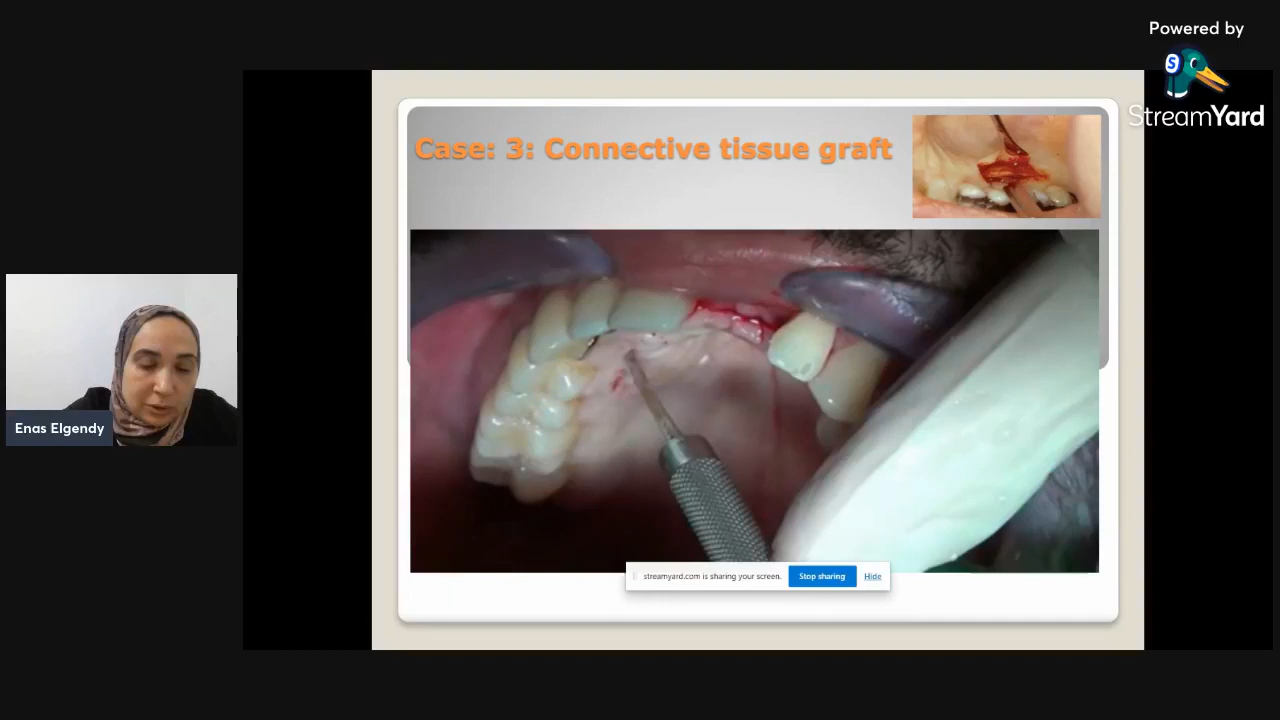 Powered by
S
StreamYard
Case: 3: Connective tissue graft
Enas Elgendy
streamyard.com is sharing your screen.
Stop sharing
Hide